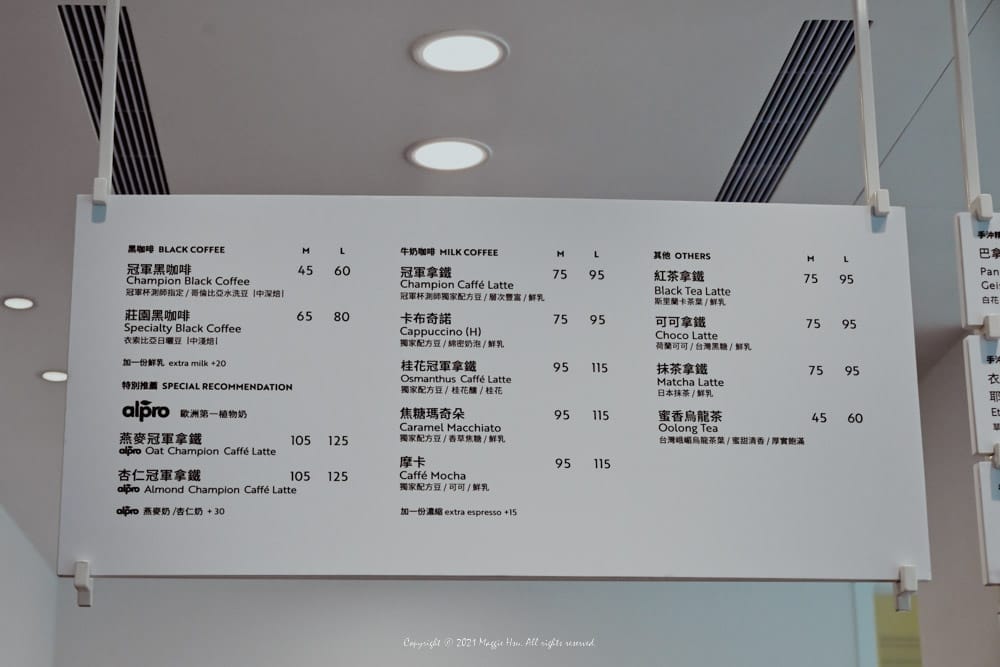 黑咖啡 BLACK COFFEE M L
冠軍黑咖啡 45 60
Champion Black Coffee
冠軍杯測師指定 / 哥倫比亞水洗豆 |中深焙|
莊園黑咖啡 65 80
Specialty Black Coffee
衣索比亞日曬豆 |中淺焙|
加一份鮮乳 extra milk +20
特別推薦 SPECIAL RECOMMENDATION
alpro 歐洲第一植物奶
燕麥冠軍拿鐵 105 125
alpro Oat Champion Caffé Latte
杏仁冠軍拿鐵 105 125
alpro Almond Champion Caffé Latte
alpro 燕麥奶 /杏仁奶 +30
牛奶咖啡 MILK COFFEE M L
冠軍拿鐵 75 95
Champion Caffé Latte
冠軍杯測師獨家配方豆 / 層次豐富 / 鮮乳
卡布奇諾 75 95
Cappuccino (H)
獨家配方豆 / 綿密奶泡 / 鮮乳
桂花冠軍拿鐵 95 115
Osmanthus Caffé Latte
獨家配方豆 / 桂花釀 / 桂花
焦糖瑪奇朵 95 115
Caramel Macchiato
獨家配方豆 / 香草焦糖 / 鮮乳
摩卡 95 115
Caffé Mocha
獨家配方豆 / 可可 / 鮮乳
加一份濃縮 extra espresso +15
其他 OTHERS M L
紅茶拿鐵 75 95
Black Tea Latte
斯里蘭卡茶葉 / 鮮乳
可可拿鐵 75 95
Choco Latte
荷蘭可可 / 台灣黑糖 / 鮮乳
抹茶拿鐵 75 95
Matcha Latte
日本抹茶 / 鮮乳
蜜香烏龍茶 45 60
Oolong Tea
台灣峨嵋烏龍茶葉 / 蜜甜清香 / 厚實飽滿
手沖精
巴拿
Pan
Geis
白花
手沖
衣
耶
Et
Copyright © 2021 Maggie Hsu. All rights reserved.